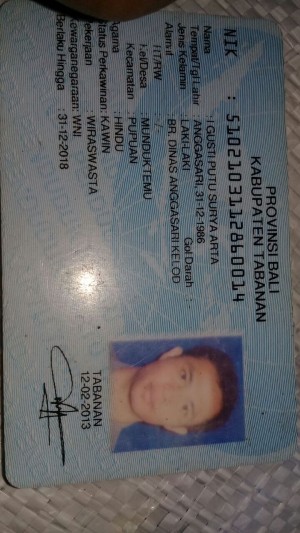 PROVINSI BALI
KABUPATEN TABANAN
NIK : 5102103112860014
Nama : I GUSTI PUTU SURYA ARTA
Tempat/Tgl Lahir : ANGGASARI, 31-12-1986
Jenis Kelamin : LAKI-LAKI Gol Darah : -
Alamat : BR. DINAS ANGGASARI KELOD
RT/RW : -/-
Kel/Desa : MUNDUKTEMU
Kecamatan : PUPUAN
Agama : HINDU
Status Perkawinan: KAWIN
Pekerjaan : WIRASWASTA
Kewarganegaraan: WNI
Berlaku Hingga : 31-12-2018
TABANAN
12-02-2013